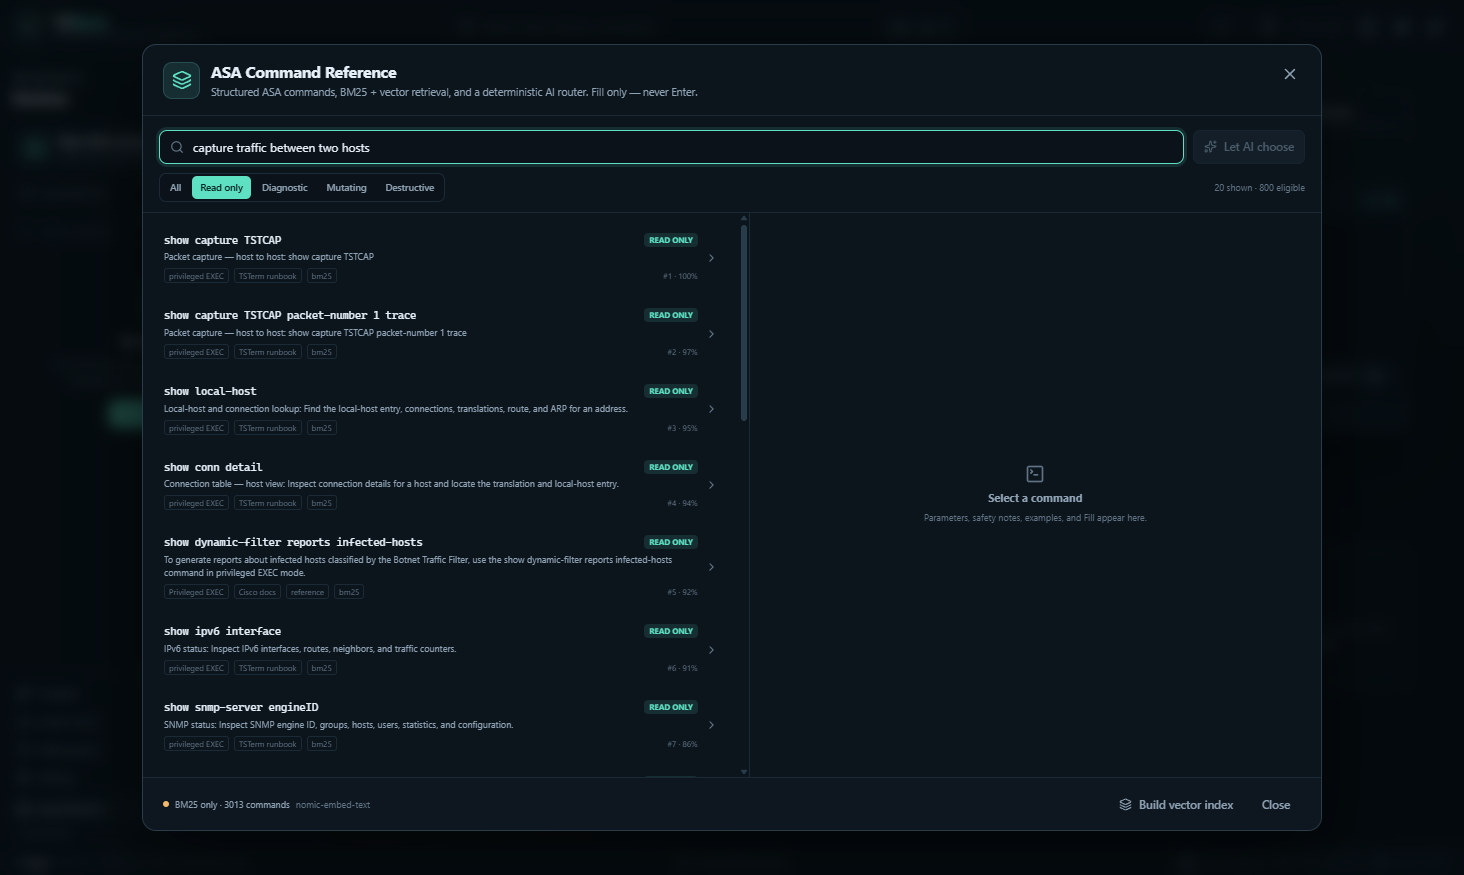 ASA Command Reference
Structured ASA commands, BM25 + vector retrieval, and a deterministic AI router. Fill only — never Enter.
capture traffic between two hosts
Let AI choose
All Read only Diagnostic Mutating Destructive
20 shown · 800 eligible
show capture TSTCAP READ ONLY
Packet capture — host to host: show capture TSTCAP
privileged EXEC TSTerm runbook bm25 #1 · 100%
show capture TSTCAP packet-number 1 trace READ ONLY
Packet capture — host to host: show capture TSTCAP packet-number 1 trace
privileged EXEC TSTerm runbook bm25 #2 · 97%
show local-host READ ONLY
Local-host and connection lookup: Find the local-host entry, connections, translations, route, and ARP for an address.
privileged EXEC TSTerm runbook bm25 #3 · 95%
show conn detail READ ONLY
Connection table — host view: Inspect connection details for a host and locate the translation and local-host entry.
privileged EXEC TSTerm runbook bm25 #4 · 94%
show dynamic-filter reports infected-hosts READ ONLY
To generate reports about infected hosts classified by the Botnet Traffic Filter, use the show dynamic-filter reports infected-hosts
command in privileged EXEC mode.
Privileged EXEC Cisco docs reference bm25 #5 · 92%
show ipv6 interface READ ONLY
IPv6 status: Inspect IPv6 interfaces, routes, neighbors, and traffic counters.
privileged EXEC TSTerm runbook bm25 #6 · 91%
show snmp-server engineID READ ONLY
SNMP status: Inspect SNMP engine ID, groups, hosts, users, statistics, and configuration.
privileged EXEC TSTerm runbook bm25 #7 · 86%
Select a command
Parameters, safety notes, examples, and Fill appear here.
BM25 only · 3013 commands nomic-embed-text
Build vector index
Close